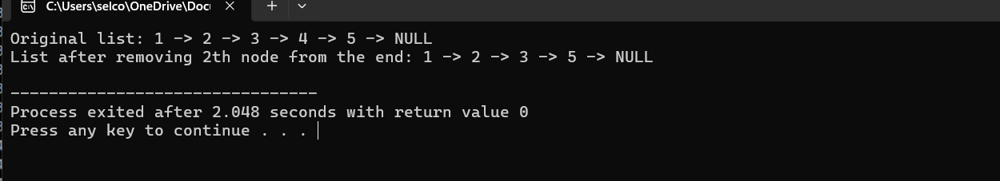 C:\Users\selco\OneDrive\Doc
Original list: 1 -> 2 -> 3 -> 4 -> 5 -> NULL
List after removing 2th node from the end: 1 -> 2 -> 3 -> 5 -> NULL
--------------------------------
Process exited after 2.048 seconds with return value 0
Press any key to continue . . .